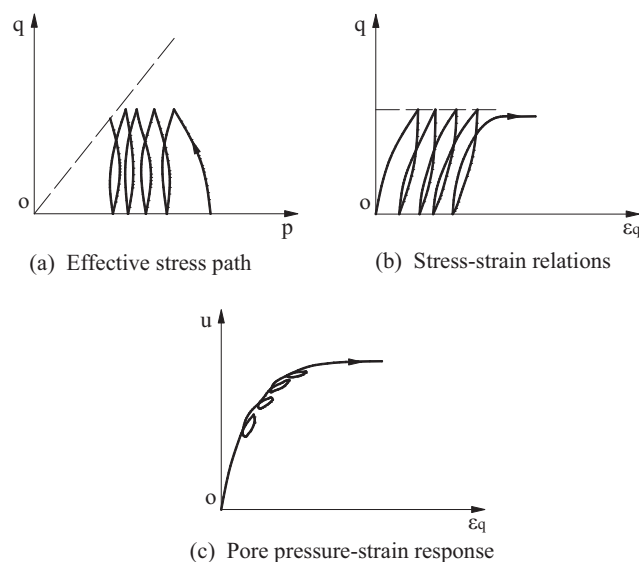 q
q
o
p
o
εq
(a) Effective stress path
(b) Stress-strain relations
u
o
εq
(c) Pore pressure-strain response